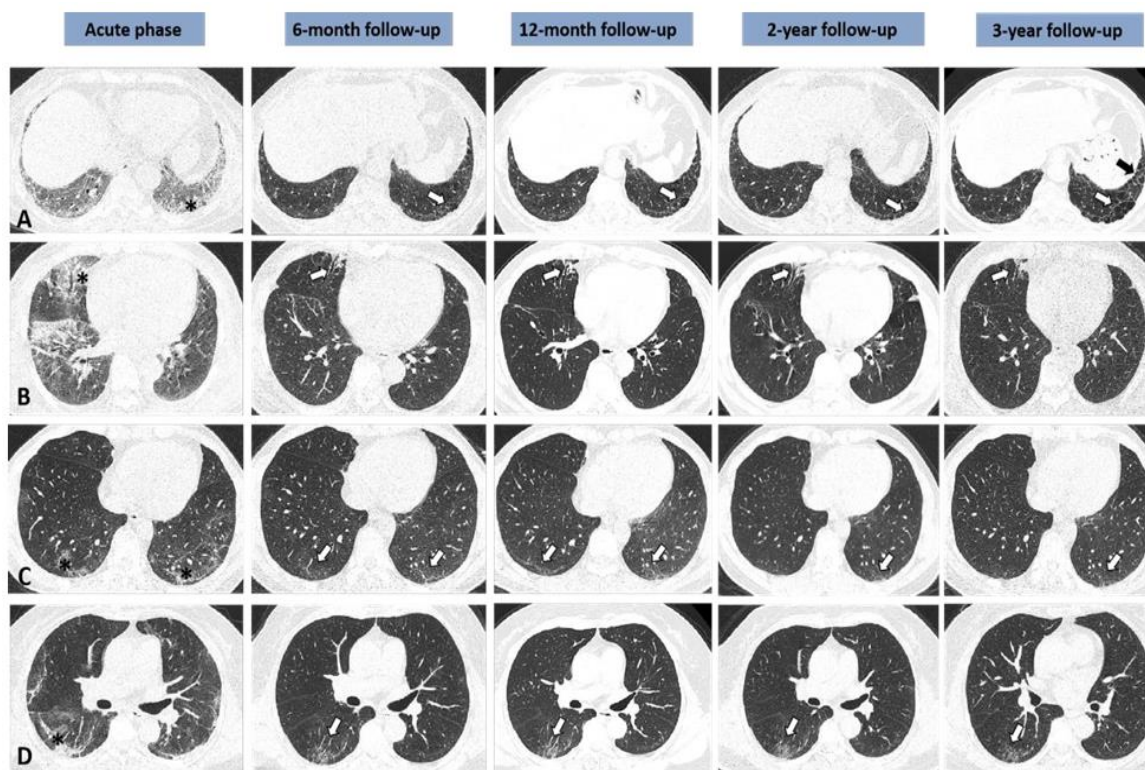 Acute phase
6-month follow-up
12-month follow-up
2-year follow-up
3-year follow-up
A
*
B
*
C
*
*
D
*